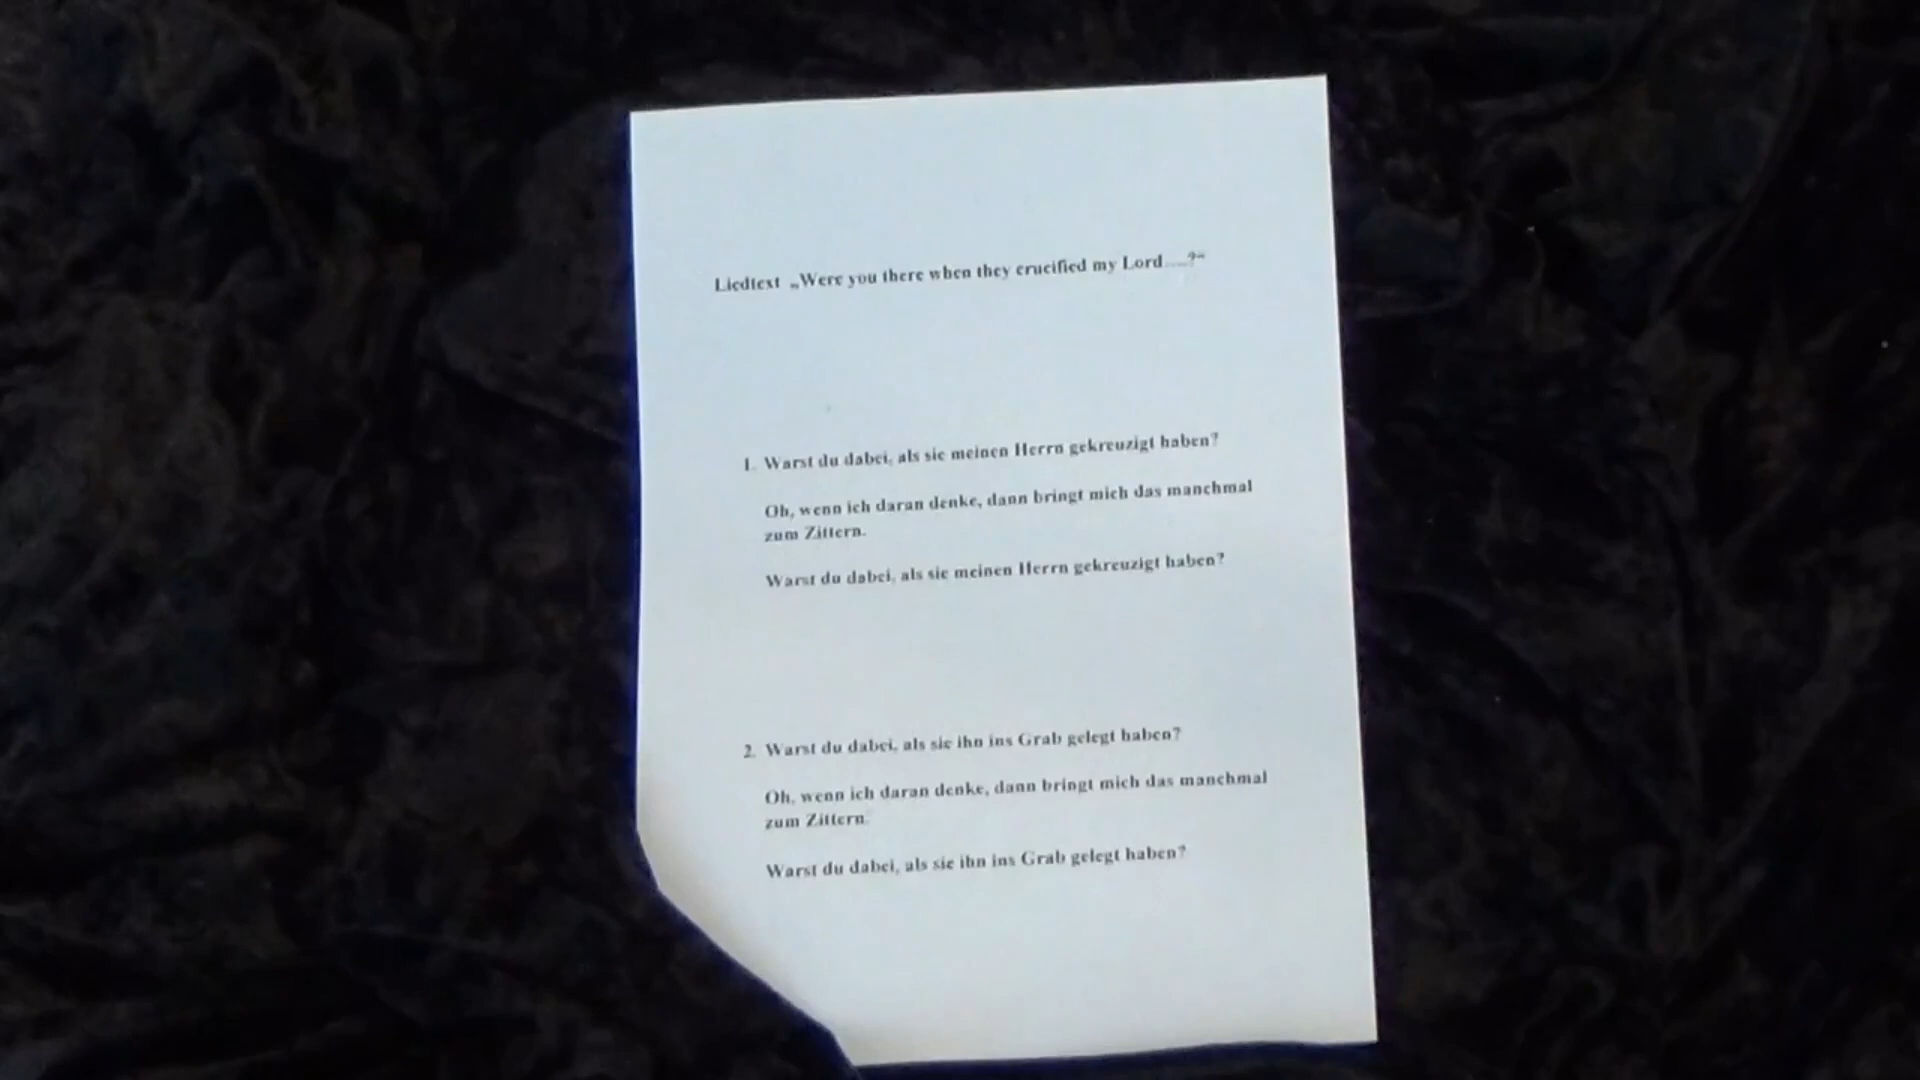 Liedtext „Were you there when they crucified my Lord.....?“
1. Warst du dabei, als sie meinen Herrn gekreuzigt haben?
Oh, wenn ich daran denke, dann bringt mich das manchmal
zum Zittern.
Warst du dabei, als sie meinen Herrn gekreuzigt haben?
2. Warst du dabei, als sie ihn ins Grab gelegt haben?
Oh, wenn ich daran denke, dann bringt mich das manchmal
zum Zittern.
Warst du dabei, als sie ihn ins Grab gelegt haben?